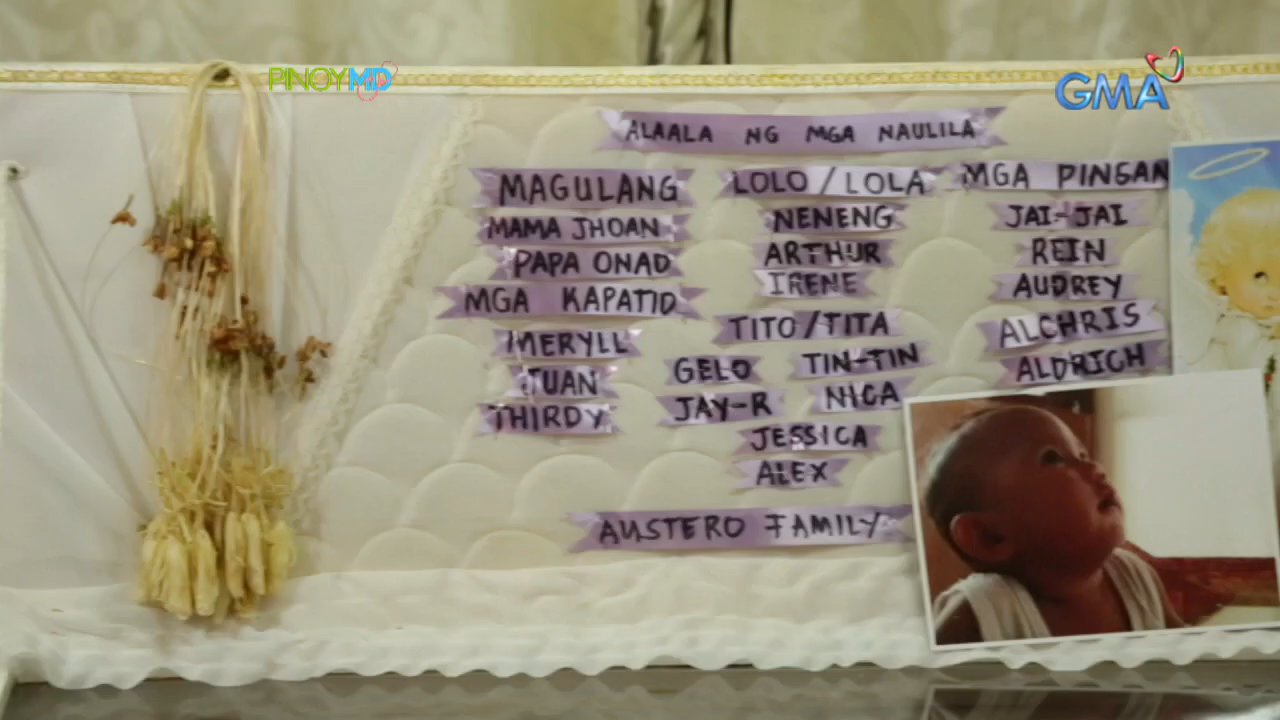 PINOY MD
GMA
ALAALA NG MGA NAULILA
MAGULANG
MAMA JHOAN
PAPA ONAD
MGA KAPATID
MERYLL
JUAN
THIRDY
LOLO/LOLA
NENENG
ARTHUR
IRENE
TITO/TITA
GELO TIN-TIN
JAY-R NICA
JESSICA
ALEX
MGA PINSAN
JAI-JAI
REIN
AUDREY
ALCHRIS
ALDRICH
AUSTERO FAMILY